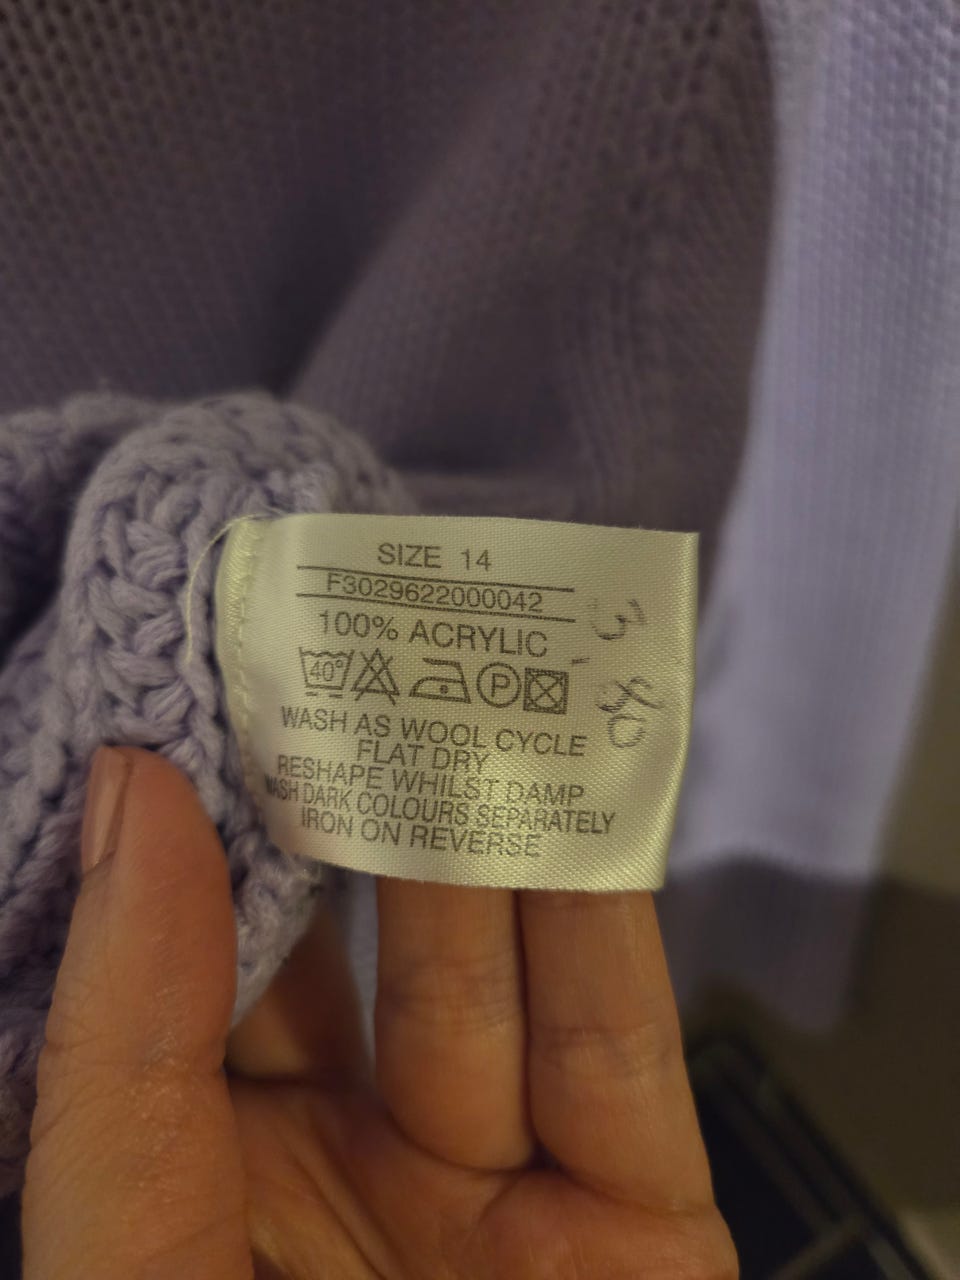 SIZE 14
F3029622000042
100% ACRYLIC
40° P
WASH AS WOOL CYCLE
FLAT DRY
RESHAPE WHILST DAMP
WASH DARK COLOURS SEPARATELY
IRON ON REVERSE